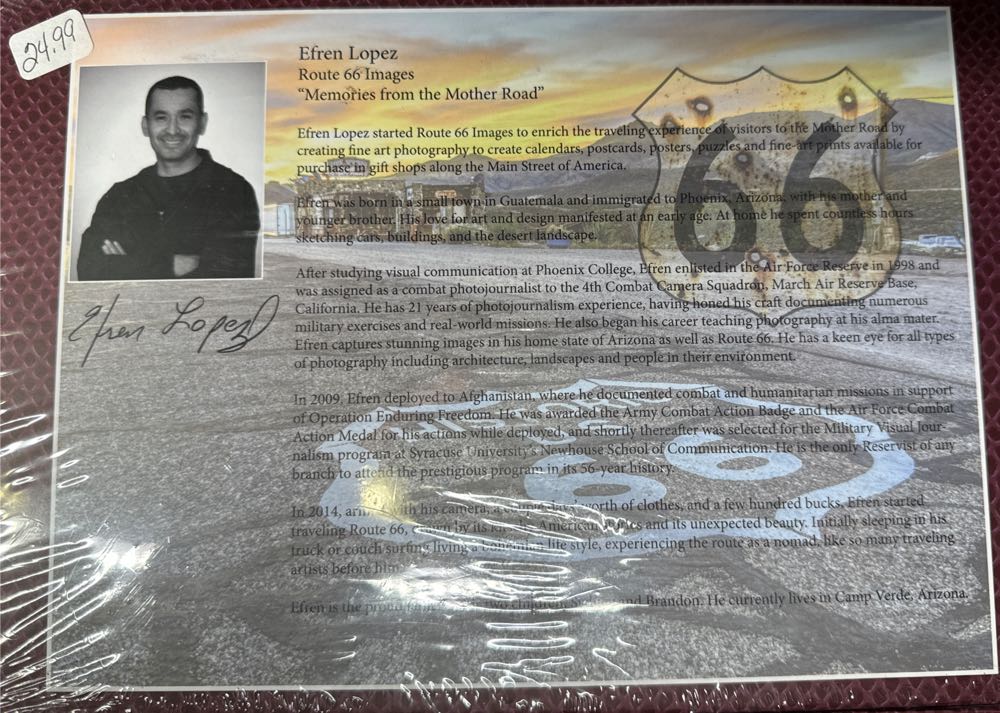 24.99
Efren Lopez
Route 66 Images
“Memories from the Mother Road”
Efren Lopez started Route 66 Images to enrich the traveling experience of visitors to the Mother Road by
creating fine art photography to create calendars, postcards, posters, puzzles and fine-art prints available for
purchase in gift shops along the Main Street of America.
Efren was born in a small town in Guatemala and immigrated to Phoenix, Arizona, with his mother and
younger brother. His love for art and design manifested at an early age. At home he spent countless hours
sketching cars, buildings, and the desert landscape.
After studying visual communication at Phoenix College, Efren enlisted in the Air Force Reserve in 1998 and
was assigned as a combat photojournalist to the 4th Combat Camera Squadron, March Air Reserve Base,
California. He has 21 years of photojournalism experience, having honed his craft documenting numerous
military exercises and real-world missions. He also began his career teaching photography at his alma mater.
Efren captures stunning images in his home state of Arizona as well as Route 66. He has a keen eye for all types
of photography including architecture, landscapes and people in their environment.
In 2009, Efren deployed to Afghanistan, where he documented combat and humanitarian missions in support
of Operation Enduring Freedom. He was awarded the Army Combat Action Badge and the Air Force Combat
Action Medal for his actions while deployed, and shortly thereafter was selected for the Military Visual Jour-
nalism program at Syracuse University's Newhouse School of Communication. He is the only Reservist of any
branch to attend the prestigious program in its 56-year history.
In 2014, with his camera, a worth of clothes, and a few hundred bucks, Efren started
traveling Route 66, by its American and its unexpected beauty. Initially sleeping in his
truck or couch surfing living a life style, experiencing the route as a nomad, like so many traveling
artists before him
Efren is the proud two children, and Brandon. He currently lives in Camp Verde, Arizona.
Efren Lopez
66
66